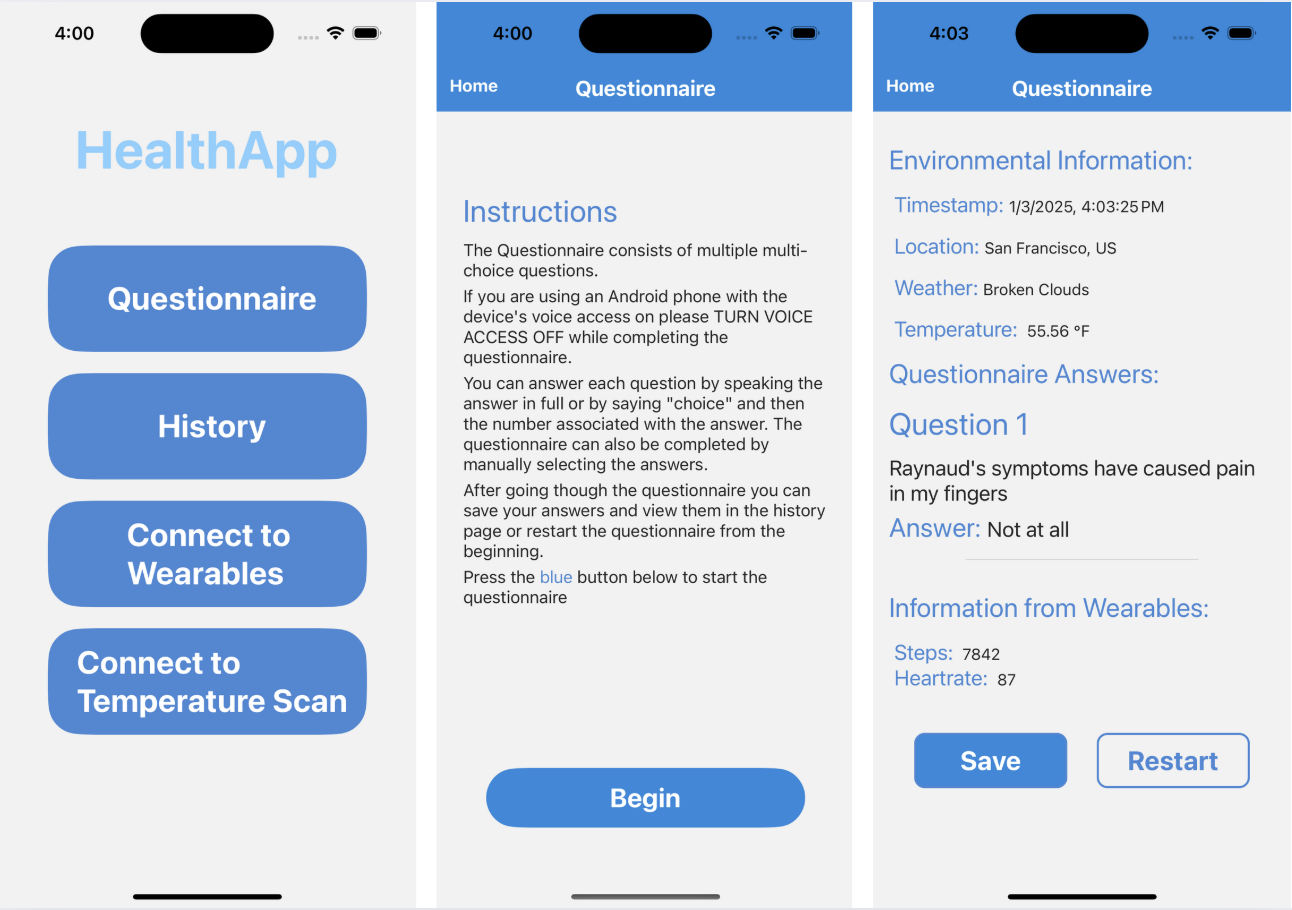 4:00
HealthApp
Questionnaire
History
Connect to
Wearables
Connect to
Temperature Scan
4:00
Home
Questionnaire
Instructions
The Questionnaire consists of multiple multi-
choice questions.
If you are using an Android phone with the
device's voice access on please TURN VOICE
ACCESS OFF while completing the
questionnaire.
You can answer each question by speaking the
answer in full or by saying "choice" and then
the number associated with the answer. The
questionnaire can also be completed by
manually selecting the answers.
After going though the questionnaire you can
save your answers and view them in the history
page or restart the questionnaire from the
beginning.
Press the blue button below to start the
questionnaire
Begin
4:03
Home
Questionnaire
Environmental Information:
Timestamp: 1/3/2025, 4:03:25 PM
Location: San Francisco, US
Weather: Broken Clouds
Temperature: 55.56 °F
Questionnaire Answers:
Question 1
Raynaud's symptoms have caused pain
in my fingers
Answer: Not at all
Information from Wearables:
Steps: 7842
Heartrate: 87
Save
Restart